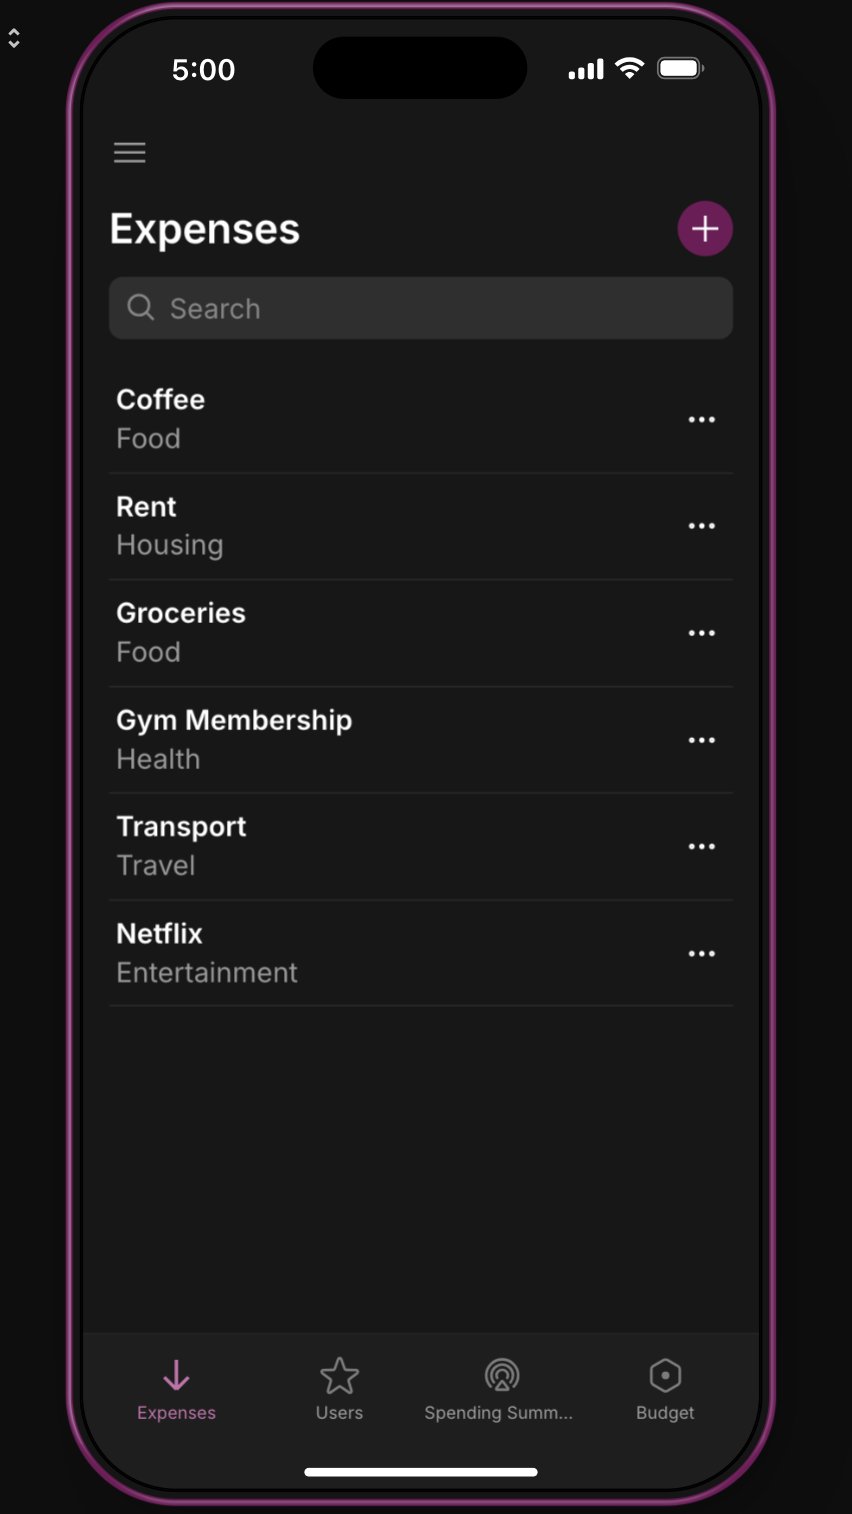 5:00
Expenses
Search
Coffee
Food
Rent
Housing
Groceries
Food
Gym Membership
Health
Transport
Travel
Netflix
Entertainment
Expenses
Users
Spending Summ...
Budget